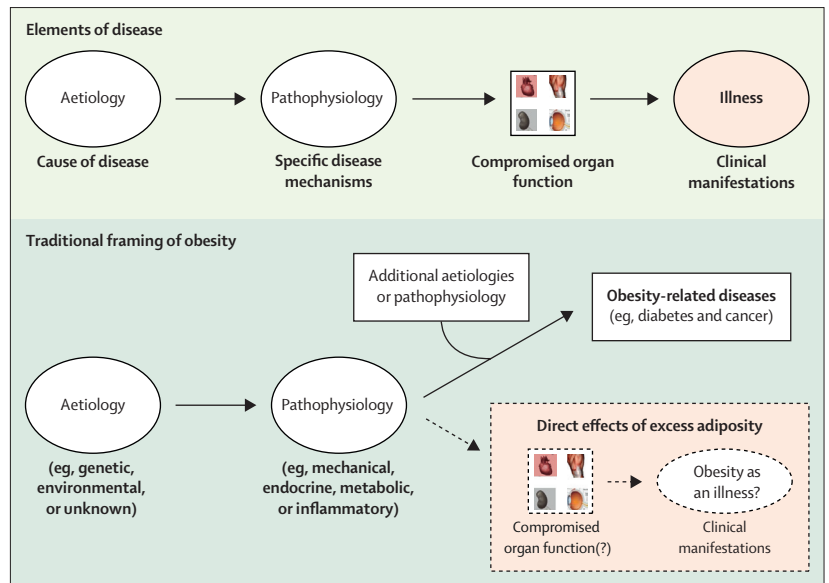 Elements of disease
Aetiology
Pathophysiology
Illness
Cause of disease
Specific disease
mechanisms
Compromised organ
function
Clinical
manifestations
Traditional framing of obesity
Additional aetiologies
or pathophysiology
Obesity-related diseases
(eg, diabetes and cancer)
Aetiology
Pathophysiology
(eg, genetic,
environmental,
or unknown)
(eg, mechanical,
endocrine, metabolic,
or inflammatory)
Direct effects of excess adiposity
Obesity as
an illness?
Compromised
organ function(?)
Clinical
manifestations